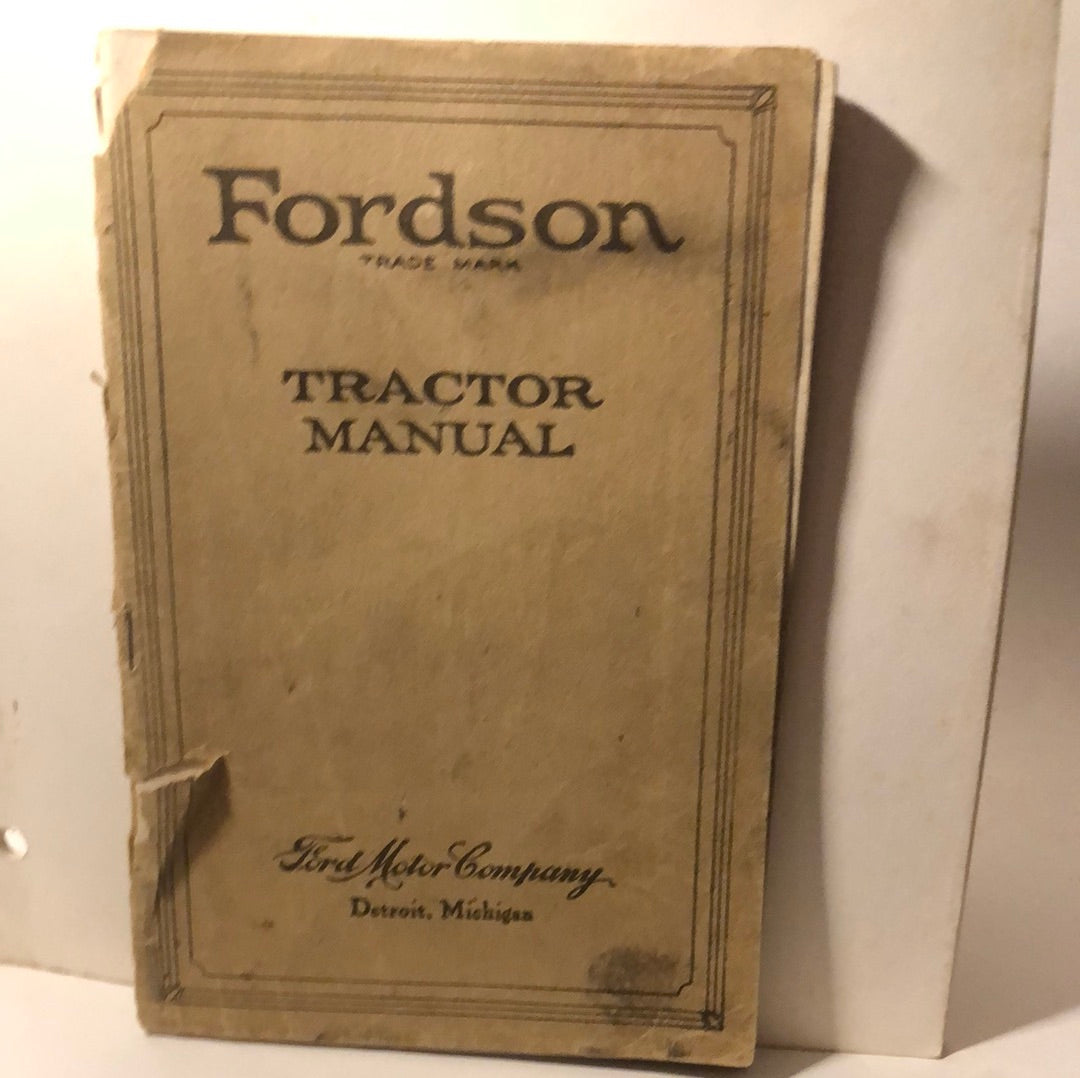 Fordson
TRADE MARK
TRACTOR
MANUAL
Ford Motor Company
Detroit, Michigan